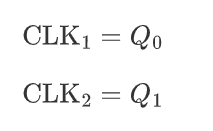 CLK₁ = Q₀
CLK₂ = Q₁